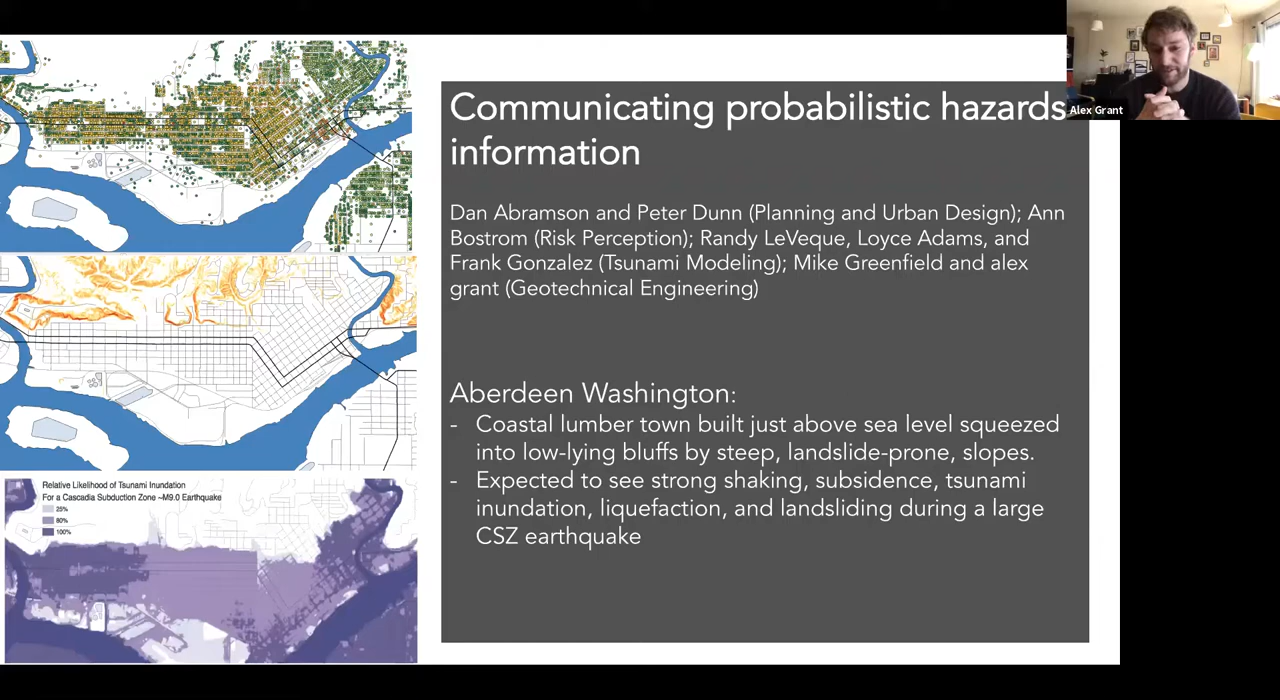 Communicating probabilistic hazards
information
Alex Grant
Dan Abramson and Peter Dunn (Planning and Urban Design); Ann
Bostrom (Risk Perception); Randy LeVeque, Loyce Adams, and
Frank Gonzalez (Tsunami Modeling); Mike Greenfield and alex
grant (Geotechnical Engineering)
Aberdeen Washington:
- Coastal lumber town built just above sea level squeezed
into low-lying bluffs by steep, landslide-prone, slopes.
- Expected to see strong shaking, subsidence, tsunami
inundation, liquefaction, and landsliding during a large
CSZ earthquake
Relative Likelihood of Tsunami Inundation
For a Cascadia Subduction Zone ~M9.0 Earthquake
25%
80%
100%